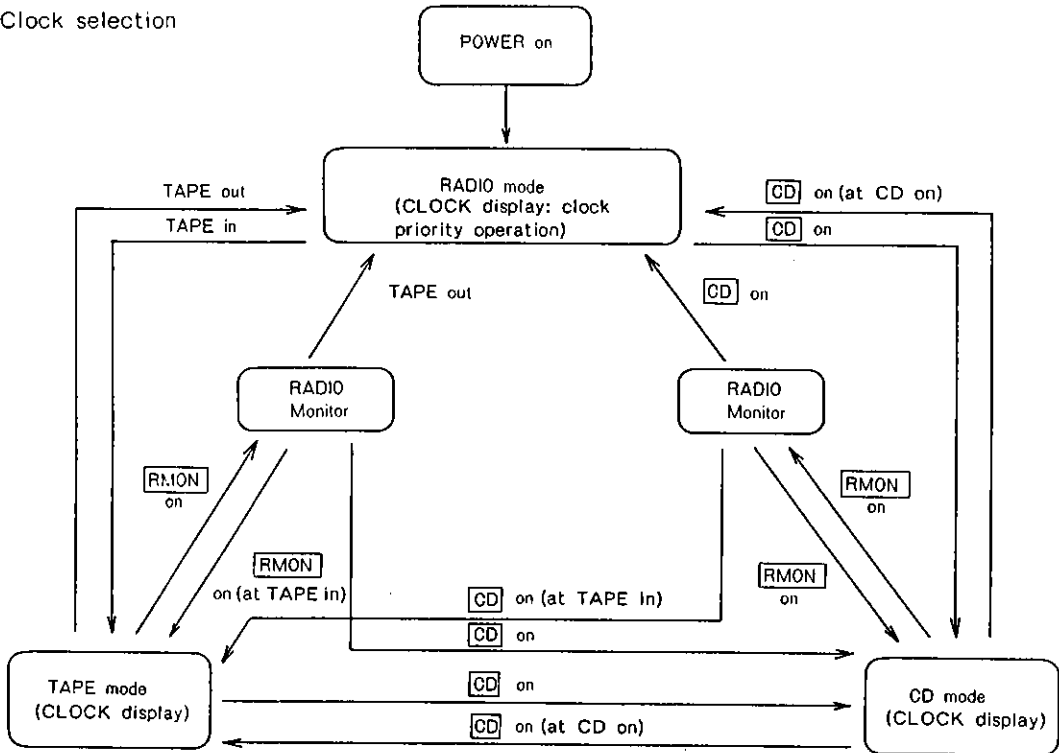 Clock selection
POWER on
RADIO mode
(CLOCK display: clock
priority operation)
TAPE out
TAPE in
CD on (at CD on)
CD on
TAPE out
CD on
RADIO
Monitor
RADIO
Monitor
RMON
on
RMON
on
RMON
on (at TAPE in)
RMON
on
CD on (at TAPE in)
CD on
TAPE mode
(CLOCK display)
CD on
CD on (at CD on)
CD mode
(CLOCK display)